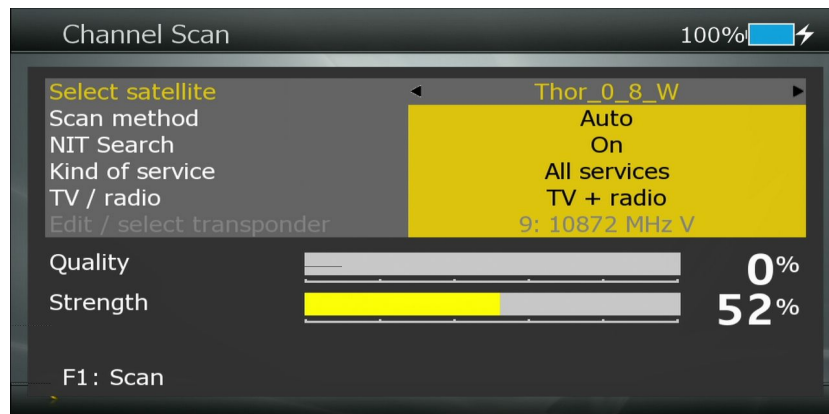 Channel Scan 100%
Select satellite Thor_0_8_W
Scan method Auto
NIT Search On
Kind of service All services
TV / radio TV + radio
Edit / select transponder 9: 10872 MHz V
Quality 0%
Strength 52%
F1: Scan